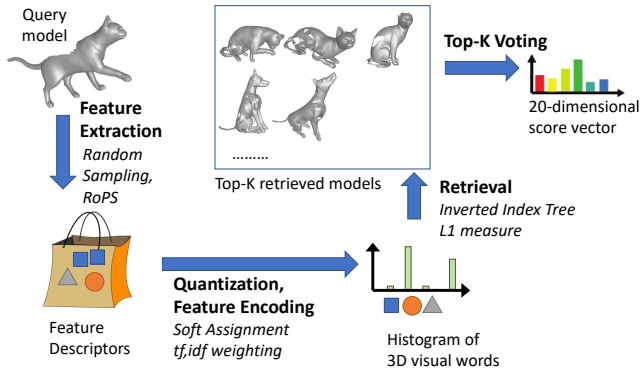 Query
model
Feature
Extraction
Random
Sampling,
RoPS
Feature
Descriptors
Quantization,
Feature Encoding
Soft Assignment
tf,idf weighting
Histogram of
3D visual words
Retrieval
Inverted Index Tree
L1 measure
.........
Top-K retrieved models
Top-K Voting
20-dimensional
score vector